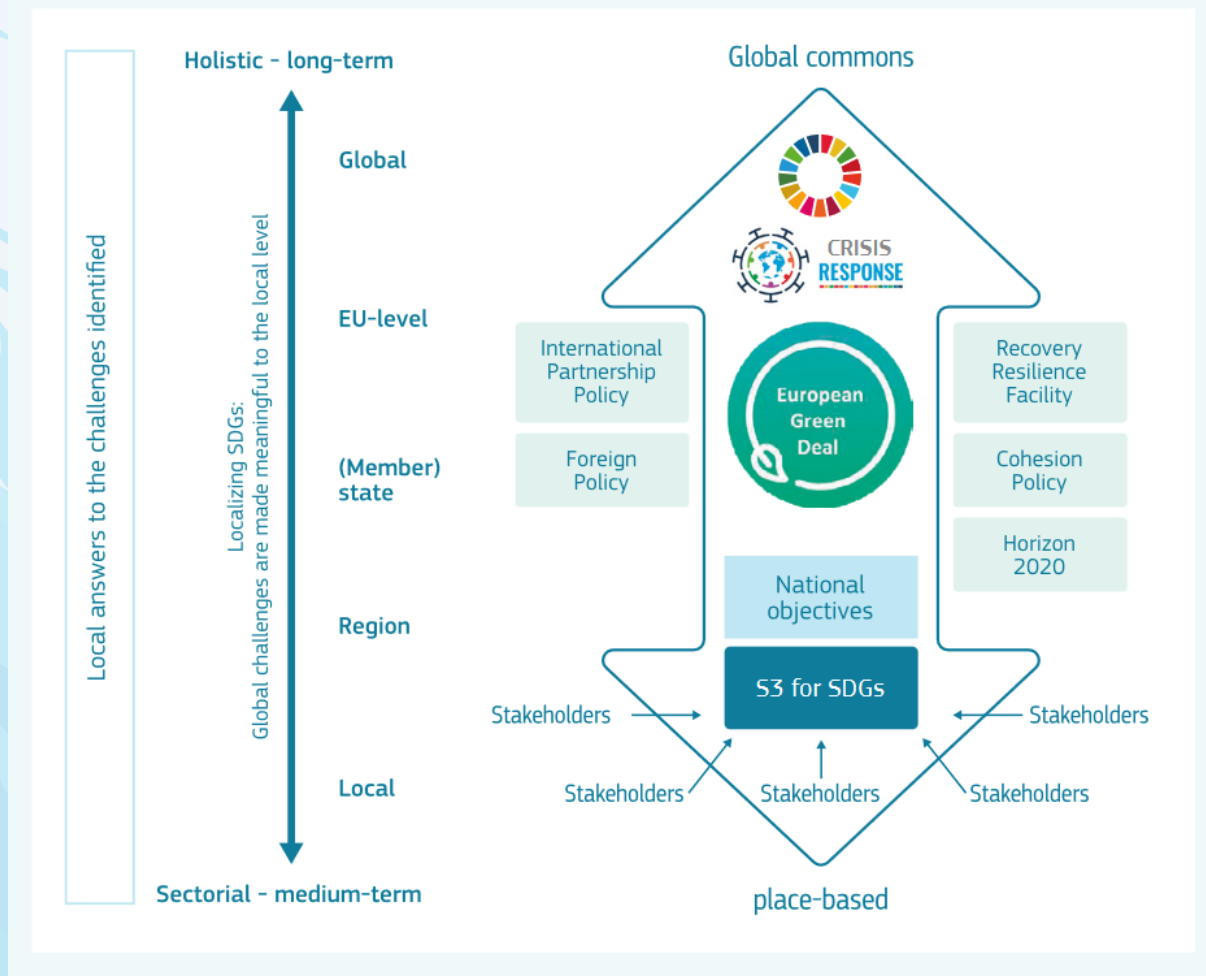 Local answers to the challenges identified
Holistic - long-term
Localizing SDGs:
Global challenges are made meaningful to the local level
Global
EU-level
(Member)
state
Region
Local
Sectorial - medium-term
Global commons
CRISIS
RESPONSE
International
Partnership
Policy
Foreign
Policy
European
Green
Deal
Recovery
Resilience
Facility
Cohesion
Policy
Horizon
2020
National
objectives
S3 for SDGs
Stakeholders
Stakeholders
Stakeholders
Stakeholders
Stakeholders
place-based